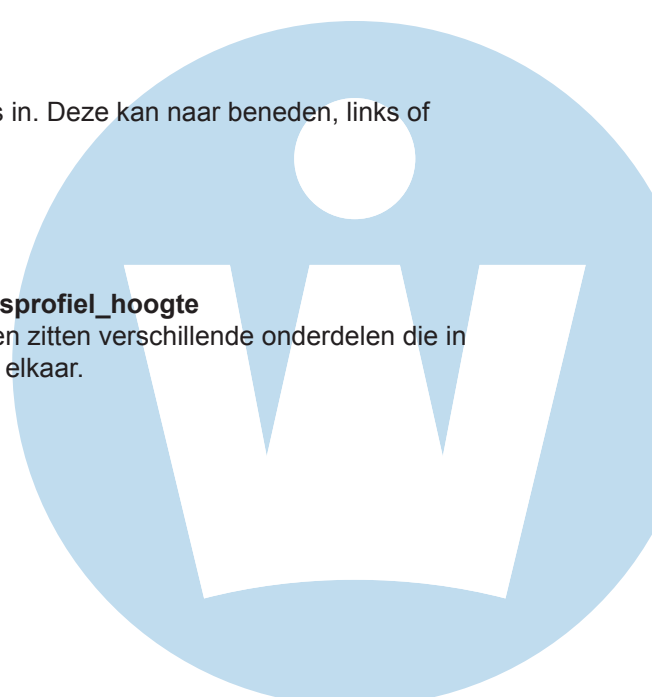 s in. Deze kan naar beneden, links of
sprofiel_hoogte
en zitten verschillende onderdelen die in
elkaar.